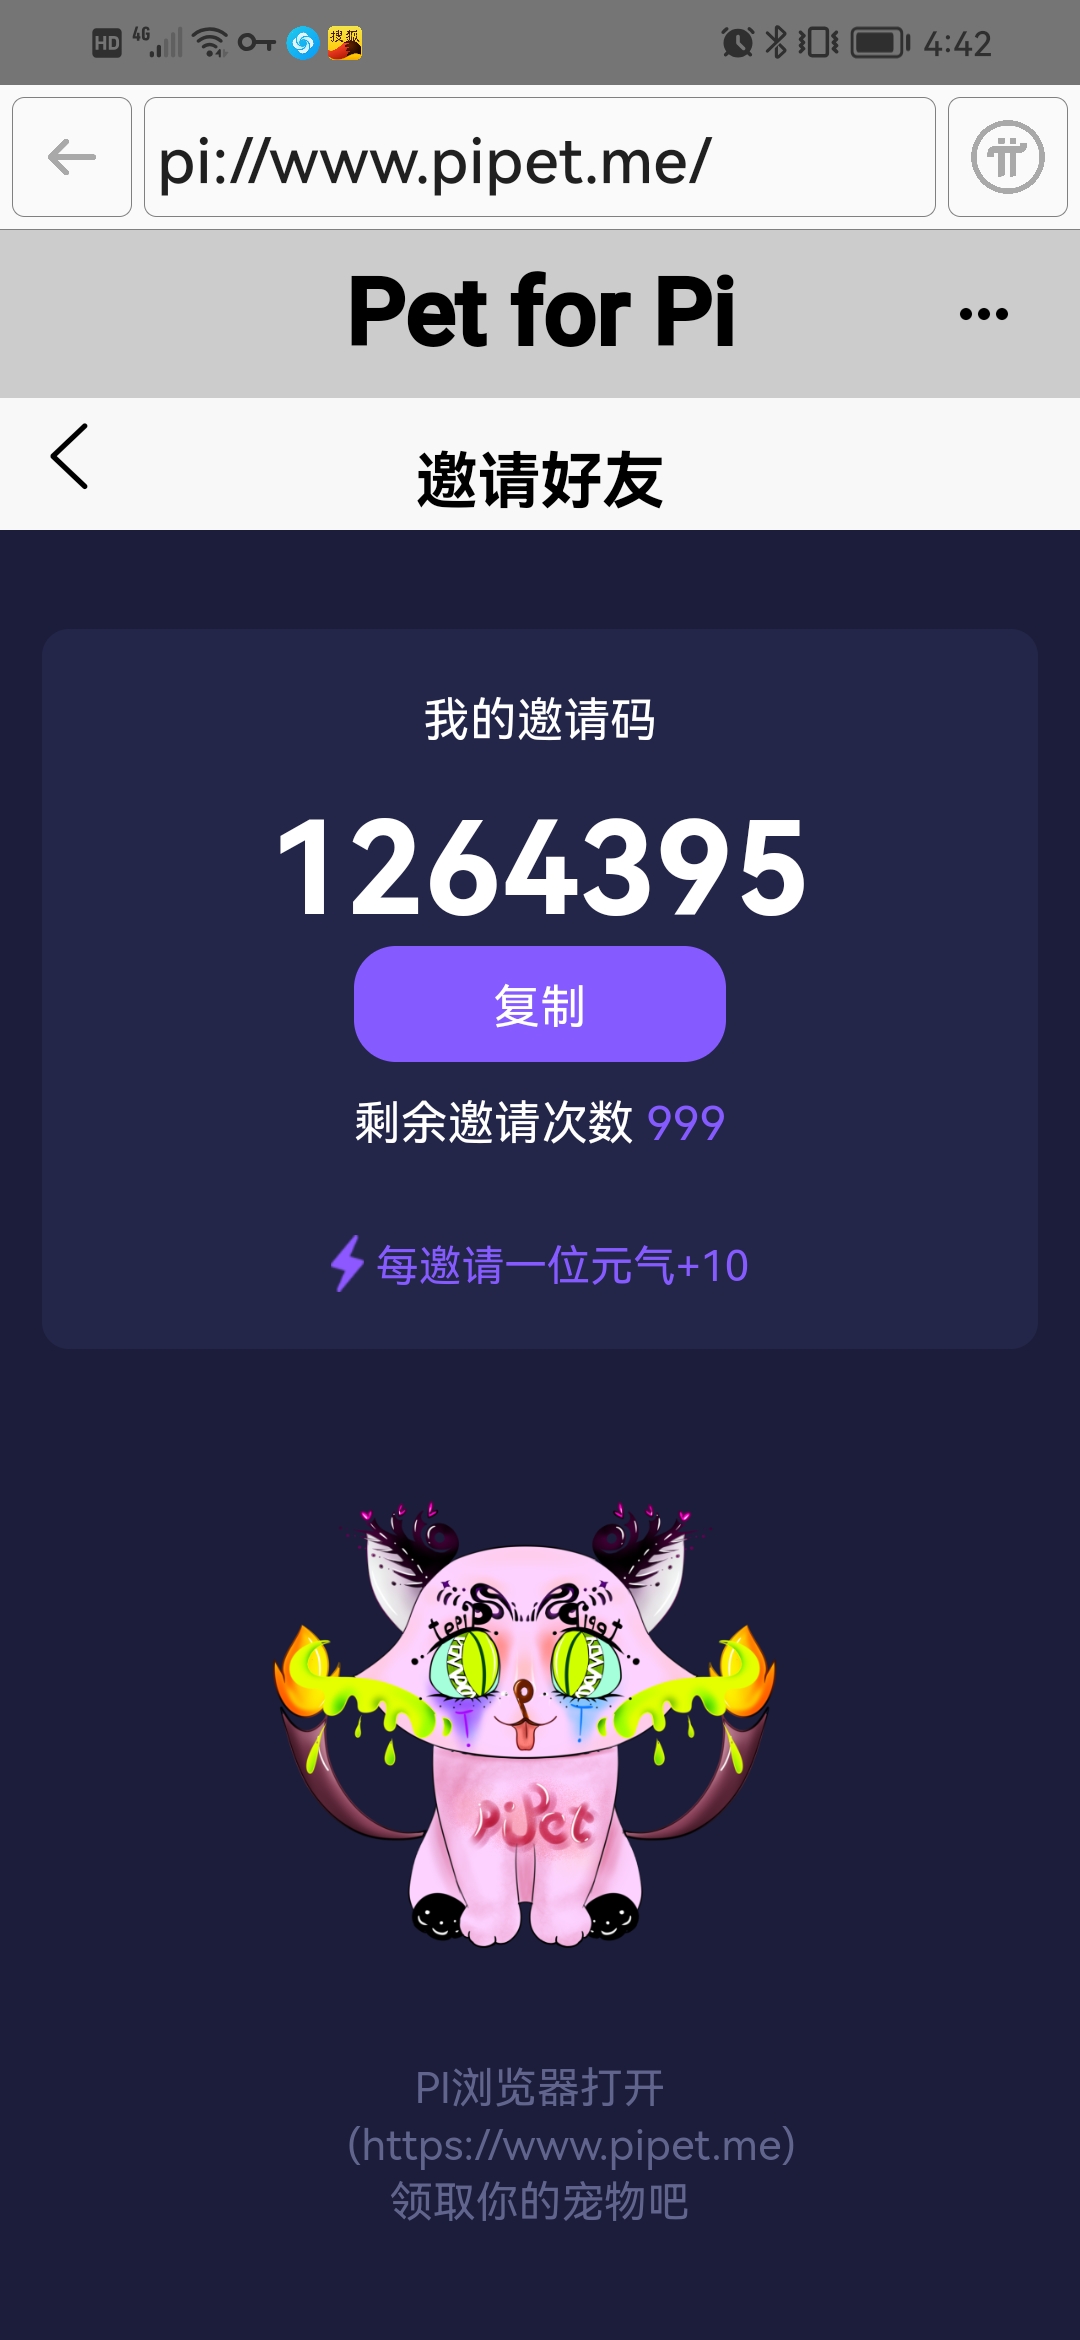 HD 4G 搜狐 4:42
pi://www.pipet.me/
Pet for Pi
邀请好友
我的邀请码
1264395
复制
剩余邀请次数 999
每邀请一位元气+10
PiPet
PI浏览器打开
(https://www.pipet.me)
领取你的宠物吧